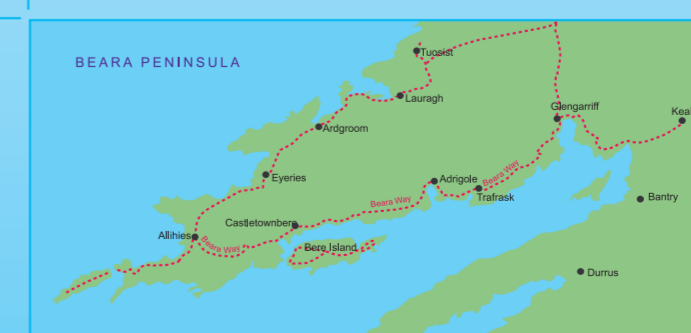 BEARA PENINSULA
Tuosist
Lauragh
Glengarriff
Ardgroom
Eyeries
Adrigole
Beara Way
Trafrask
Bantry
Beara Way
Castletownbere
Allihies
Beara Way
Bere Island
Durrus